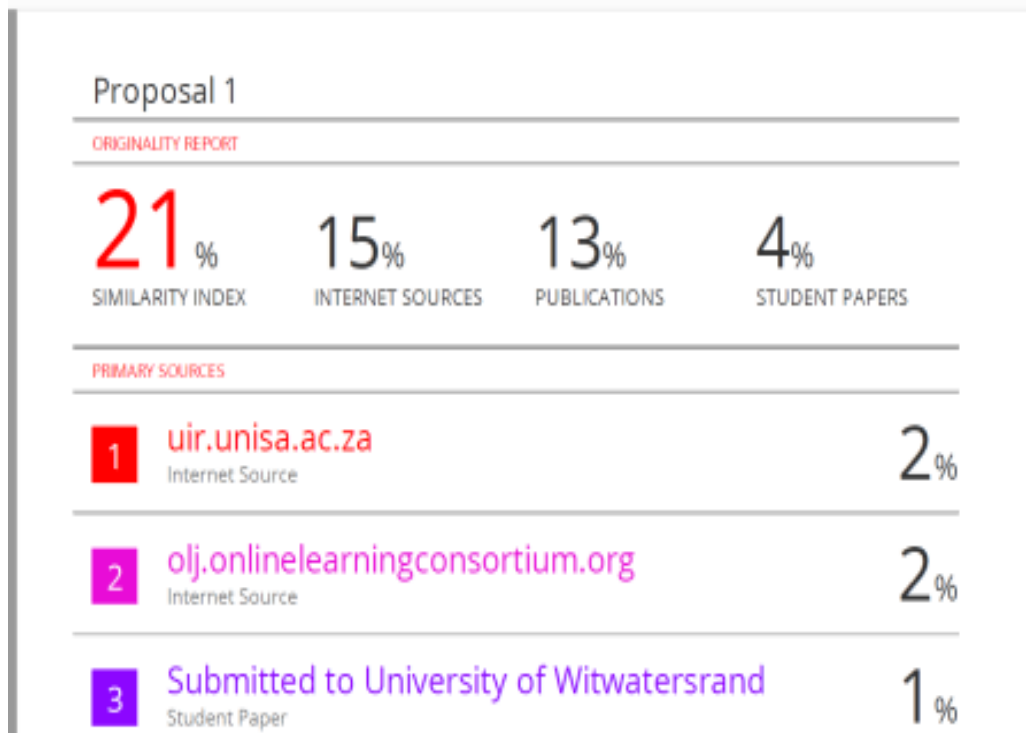 Proposal 1
ORIGINALITY REPORT
21% 15% 13% 4%
SIMILARITY INDEX INTERNET SOURCES PUBLICATIONS STUDENT PAPERS
PRIMARY SOURCES
1 uir.unisa.ac.za 2%
Internet Source
2 olj.onlinelearningconsortium.org 2%
Internet Source
3 Submitted to University of Witwatersrand 1%
Student Paper